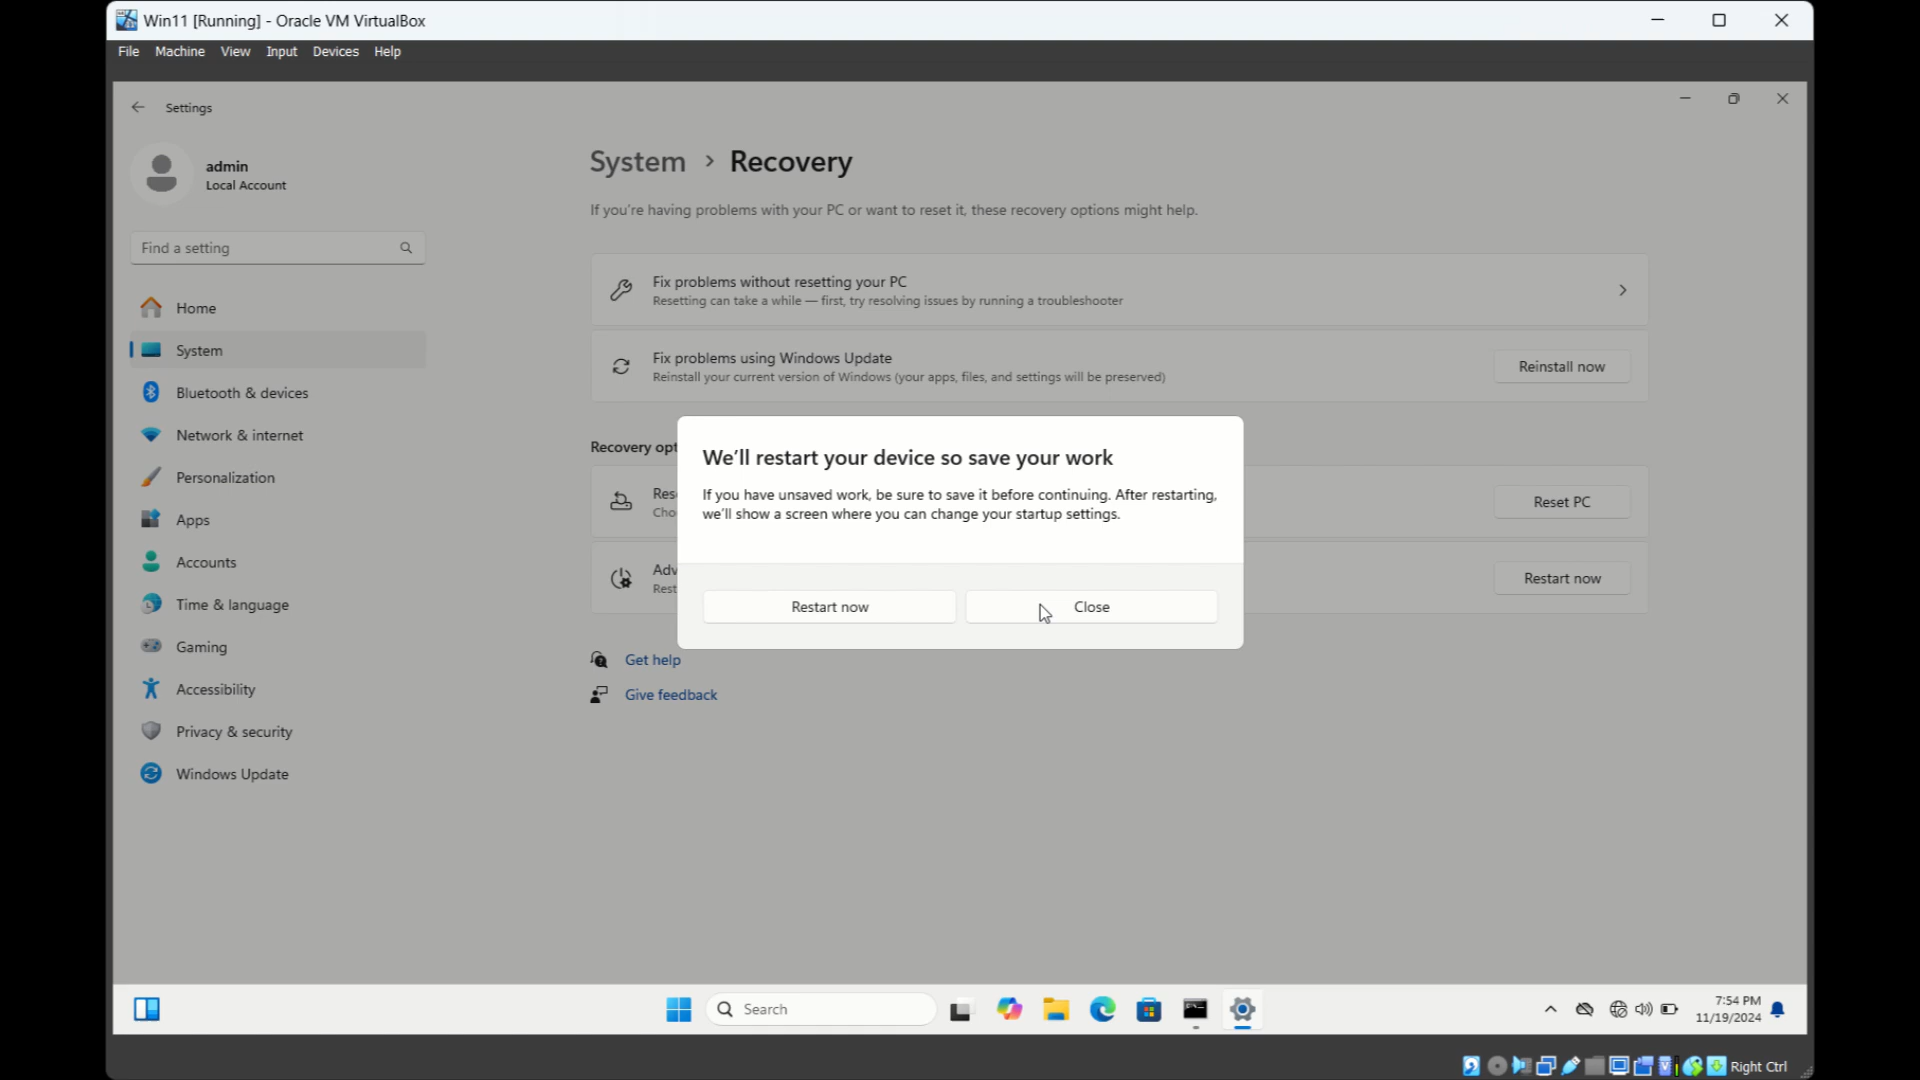 Win11 [Running] - Oracle VM VirtualBox
File Machine View Input Devices Help
Settings
admin
Local Account
Find a setting
Home
System
Bluetooth & devices
Network & internet
Personalization
Apps
Accounts
Time & language
Gaming
Accessibility
Privacy & security
Windows Update
System > Recovery
If you're having problems with your PC or want to reset it, these recovery options might help.
Fix problems without resetting your PC
Resetting can take a while — first, try resolving issues by running a troubleshooter
Fix problems using Windows Update
Reinstall your current version of Windows (your apps, files, and settings will be preserved)
Reinstall now
Recovery opt
Res
Cho
Reset PC
Adv
Rest
Restart now
We'll restart your device so save your work
If you have unsaved work, be sure to save it before continuing. After restarting,
we'll show a screen where you can change your startup settings.
Restart now
Close
Get help
Give feedback
Search
7:54 PM
11/19/2024
Right Ctrl